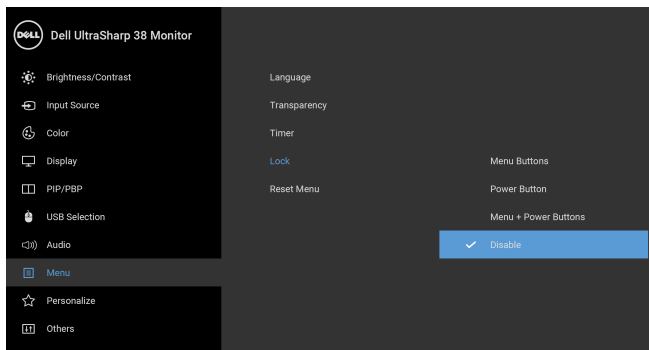 DELL Dell UltraSharp 38 Monitor
Brightness/Contrast Language
Input Source Transparency
Color Timer
Display Lock Menu Buttons
PIP/PBP Reset Menu Power Button
USB Selection Menu + Power Buttons
Audio Disable
Menu
Personalize
Others